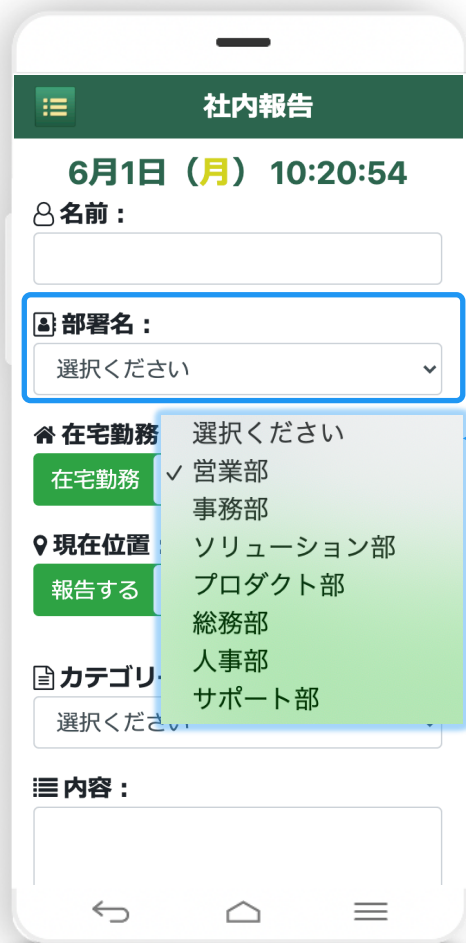 社内報告
6月1日（月） 10:20:54
名前：
部署名：
選択ください
在宅勤務
在宅勤務
現在位置：
報告する
選択ください
営業部
事務部
ソリューション部
プロダクト部
総務部
人事部
サポート部
カテゴリー
選択ください
内容：